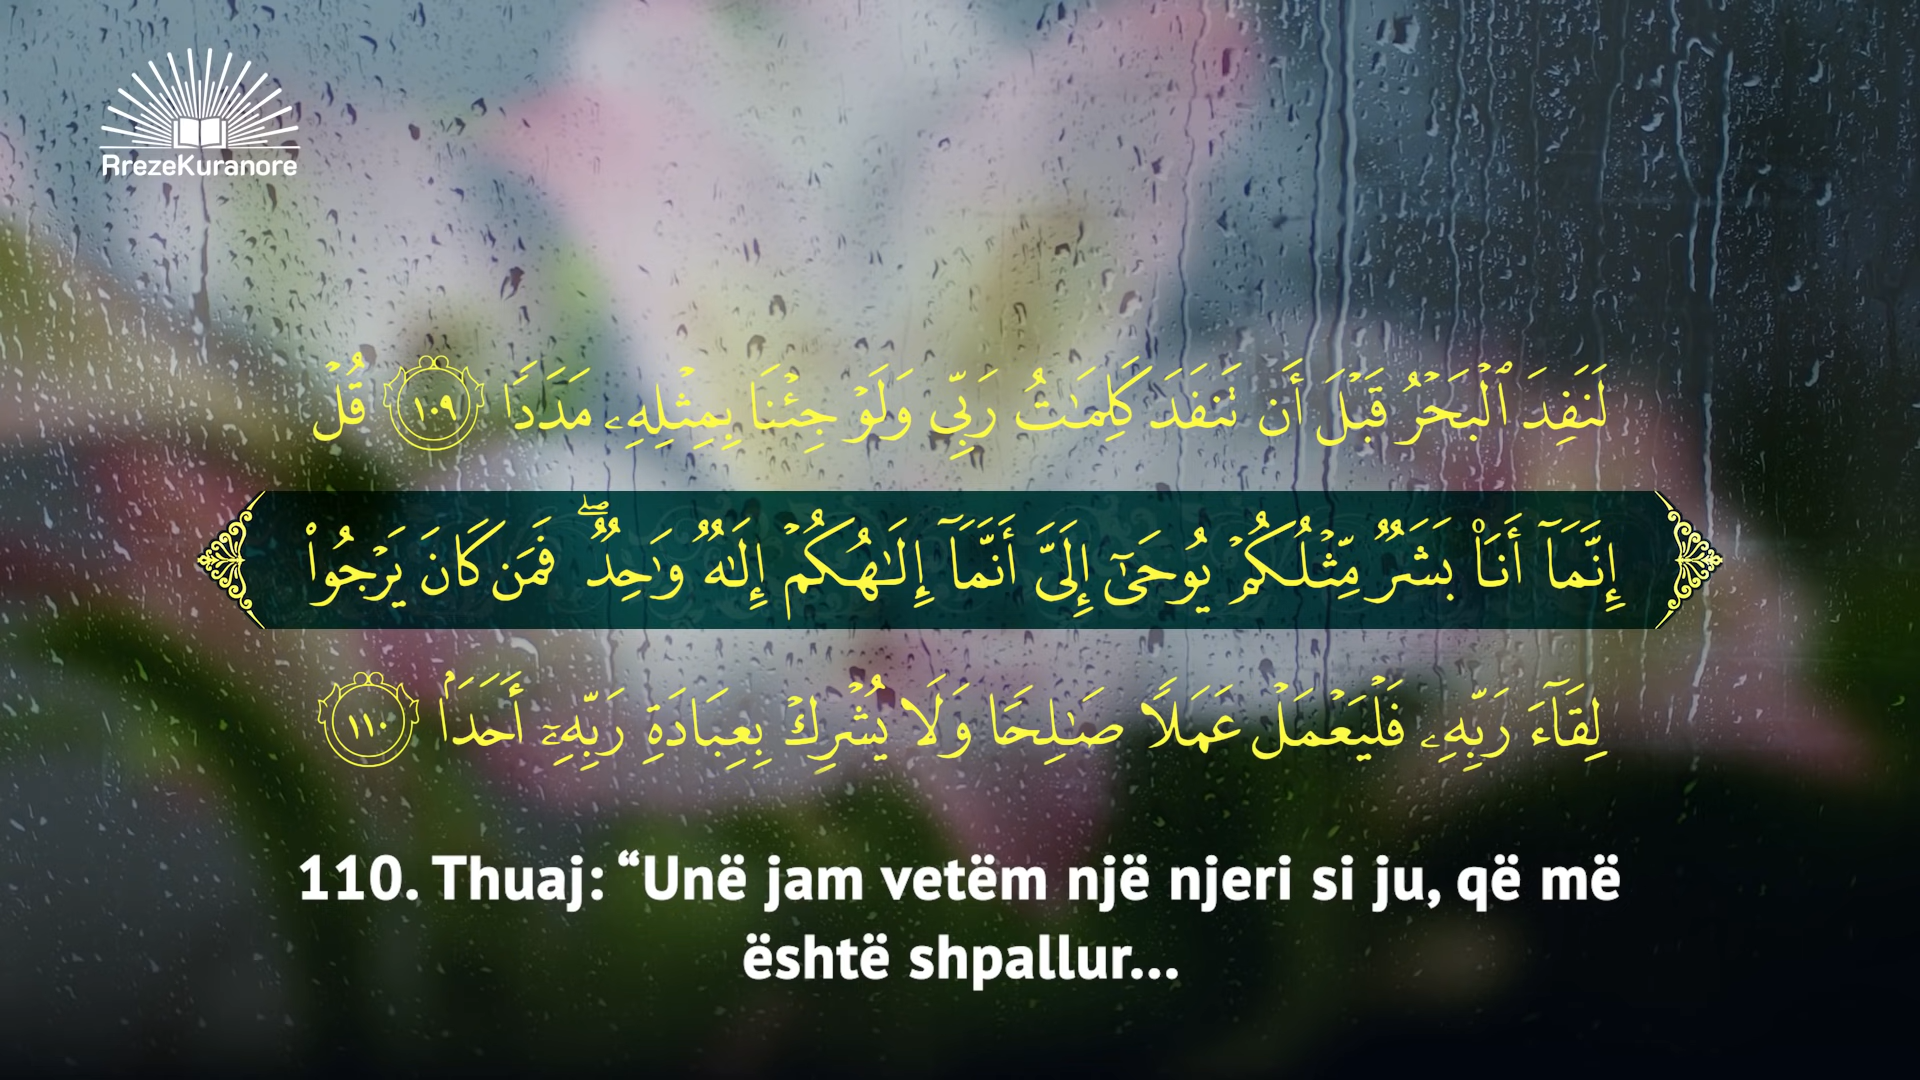 RrezeKuranore
لَنَفِدَ ٱلْبَحْرُ قَبْلَ أَن تَنفَدَ كَلِمَـٰتُ رَبِّى وَلَوْ جِئْنَا بِمِثْلِهِۦ مَدَدًا ١٠٩ قُلْ
إِنَّمَآ أَنَا۠ بَشَرٌ مِّثْلُكُمْ يُوحَىٰٓ إِلَىَّ أَنَّمَآ إِلَـٰهُكُمْ إِلَـٰهٌ وَٰحِدٌ ۖ فَمَن كَانَ يَرْجُوا۟
لِقَآءَ رَبِّهِۦ فَلْيَعْمَلْ عَمَلًا صَـٰلِحًا وَلَا يُشْرِكْ بِعِبَادَةِ رَبِّهِۦٓ أَحَدًۢا ١١٠
110. Thuaj: “Unë jam vetëm një njeri si ju, që më
është shpallur...